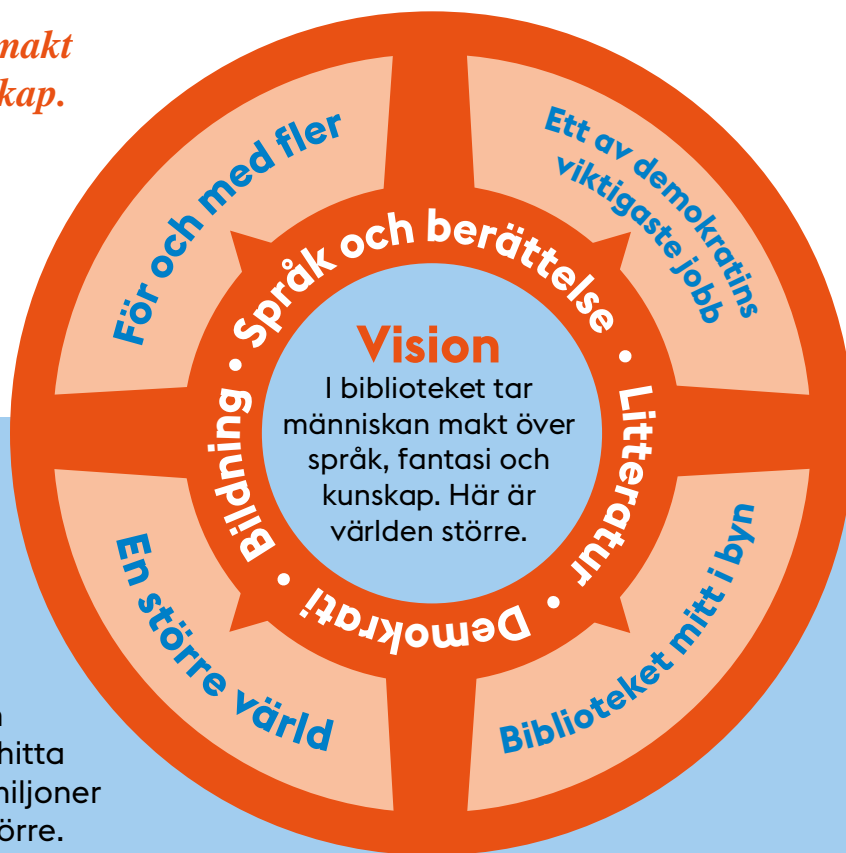 makt
kap.
För och med fler
Ett av demokratins
viktigaste jobb
Språk och berättelse • Litteratur • Demokrati • Bildning •
Vision
I biblioteket tar
människan makt över
språk, fantasi och
kunskap. Här är
världen större.
En större värld
Biblioteket mitt i byn
hitta
miljoner
örre.